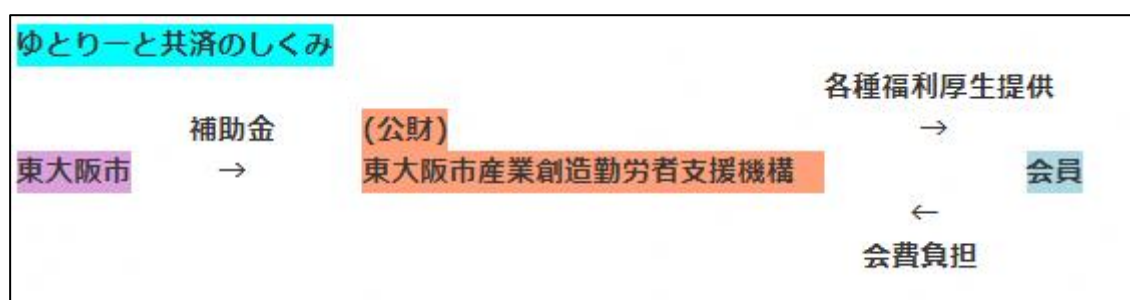 ゆとりーと共済のしくみ
各種福利厚生提供
補助金 (公財) →
東大阪市 → 東大阪市産業創造勤労者支援機構 会員
←
会費負担